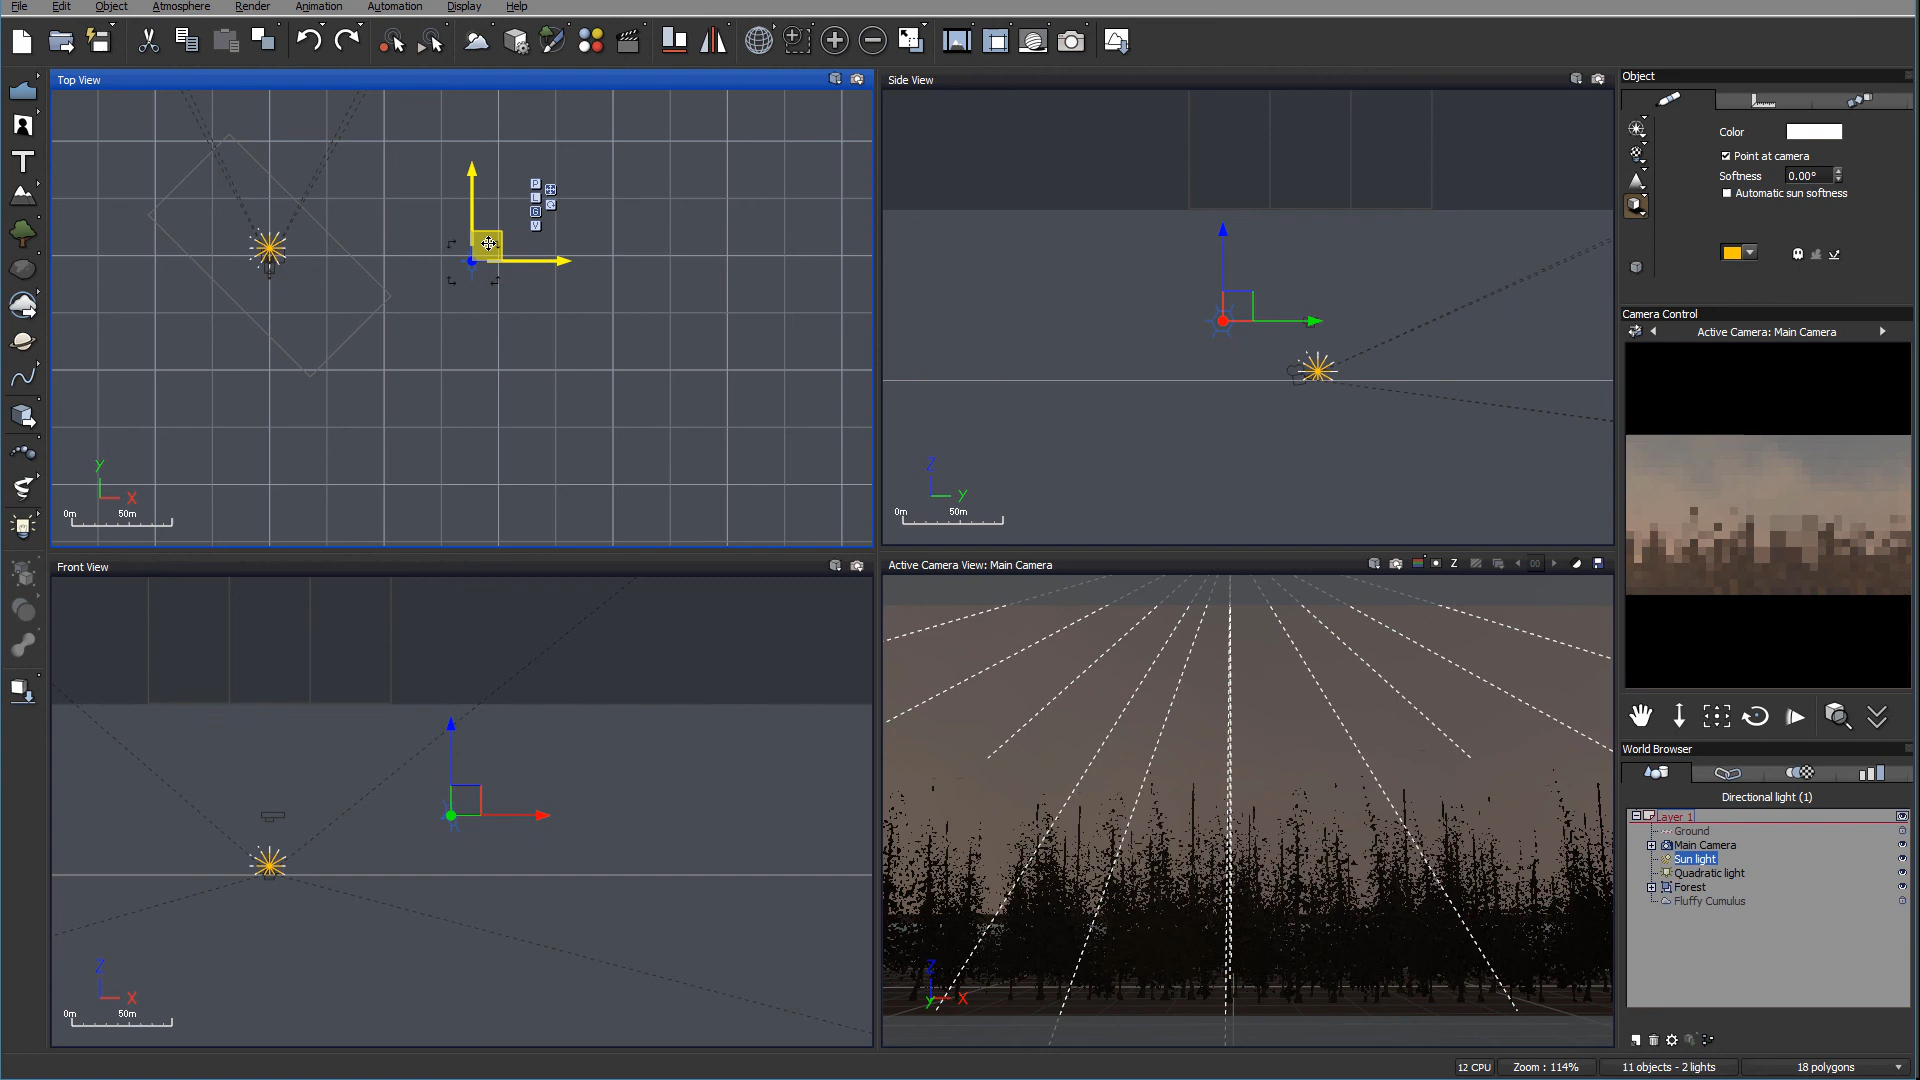 File Edit Object Atmosphere Render Animation Automation Display Help
Top View
P
L
G
V
Y
X
0m 50m
Side View
Z
Y
0m 50m
Front View
Z
X
0m 50m
Active Camera View: Main Camera
Z
00
Z
Y
X
Object
Color
Point at camera
Softness 0.00°
Automatic sun softness
Camera Control
Active Camera: Main Camera
World Browser
Directional light (1)
Layer 1
Ground
Main Camera
Sun light
Quadratic light
Forest
Fluffy Cumulus
12 CPU Zoom : 114% 11 objects - 2 lights 18 polygons